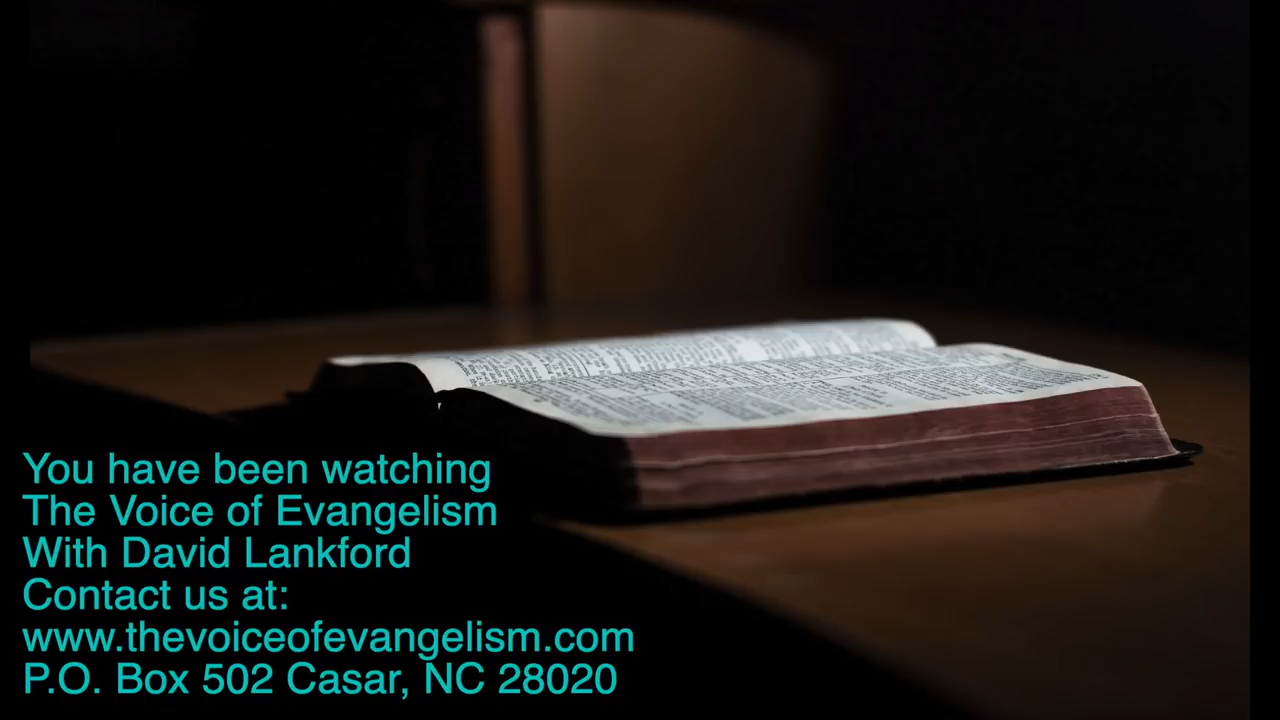 You have been watching
The Voice of Evangelism
With David Lankford
Contact us at:
www.thevoiceofevangelism.com
P.O. Box 502 Casar, NC 28020